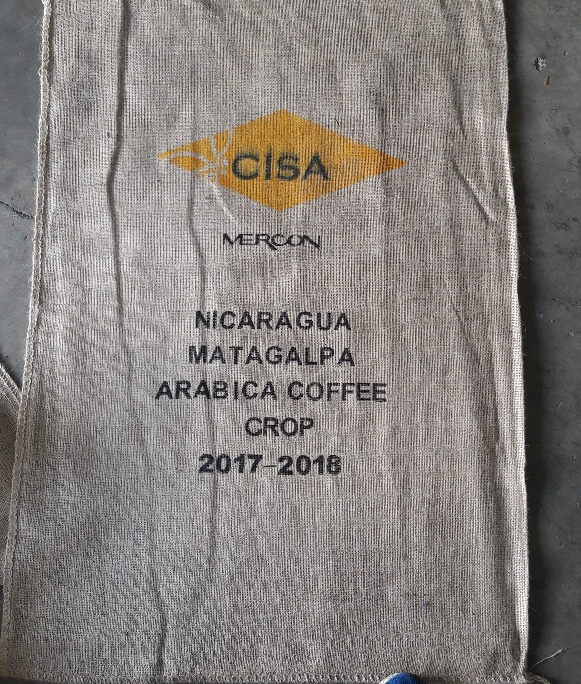 CISA
MERCON
NICARAGUA
MATAGALPA
ARABICA COFFEE
CROP
2017-2018